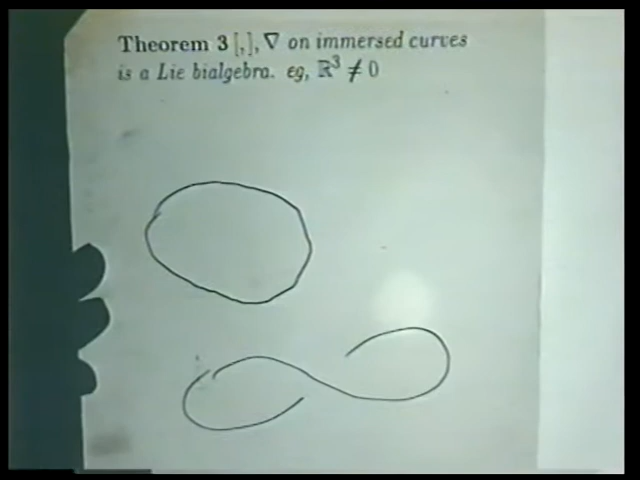 Theorem 3 [,], ∇ on immersed curves
is a Lie bialgebra. eg, ℝ³ ≠ 0